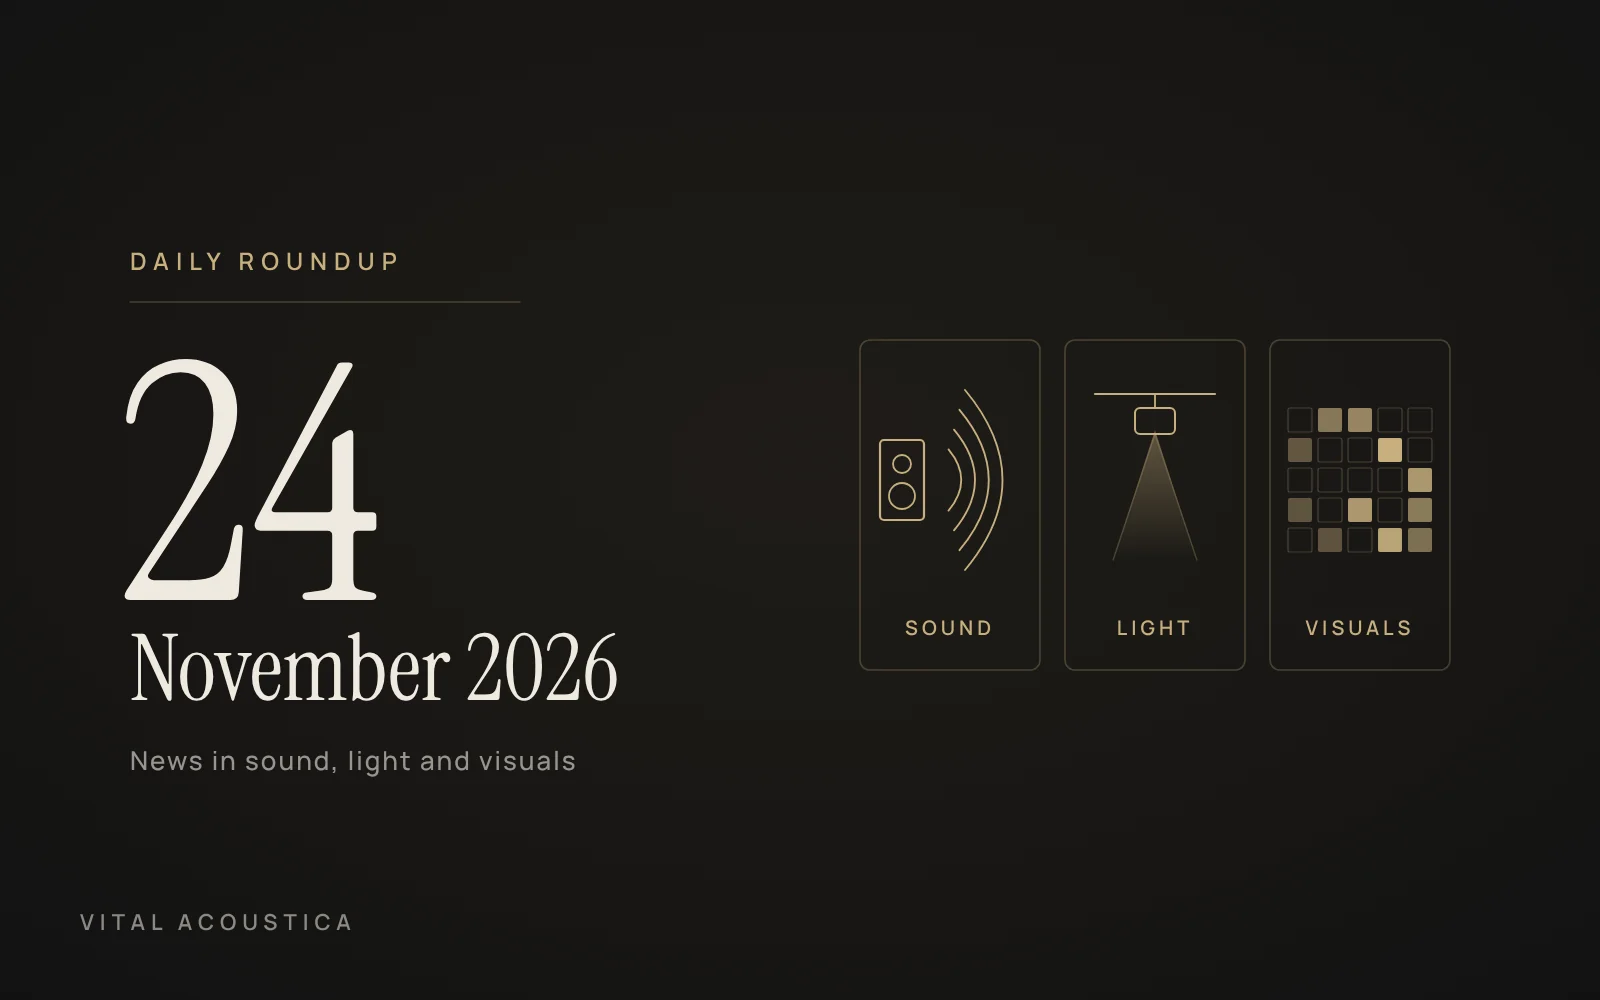 DAILY ROUNDUP
24
November 2026
News in sound, light and visuals
SOUND
LIGHT
VISUALS
VITAL ACOUSTICA